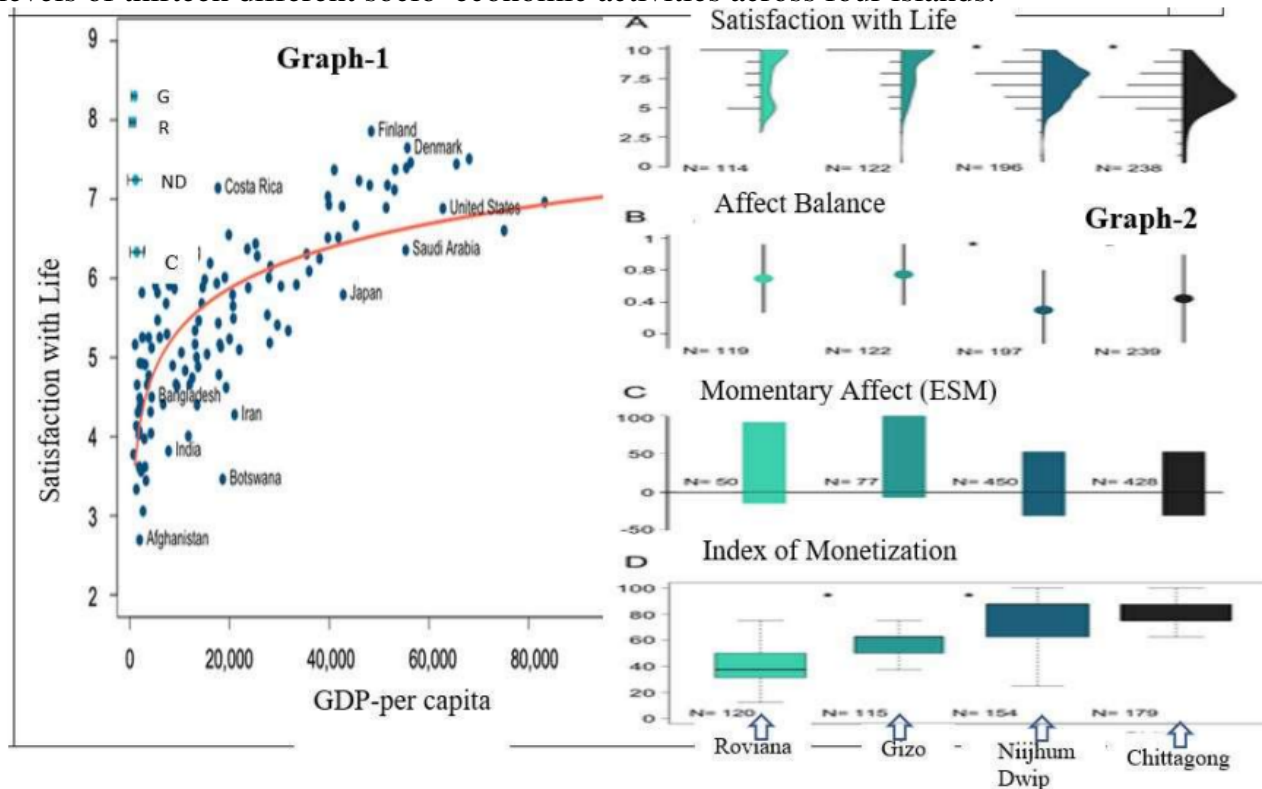 levels of thirteen different socio-economic activities across four islands.
Graph-1
9
8
7
6
5
4
3
2
Satisfaction with Life
G
R
ND
C
Finland
Denmark
Costa Rica
United States
Saudi Arabia
Japan
Bangladesh
Iran
India
Botswana
Afghanistan
0 20,000 40,000 60,000 80,000
GDP-per capita
A Satisfaction with Life
10
7.5
5
2.5
0
N= 114 N= 122 N= 196 N= 238
B Affect Balance
Graph-2
1
0.8
0.4
0
N= 119 N= 122 N= 197 N= 239
C Momentary Affect (ESM)
100
50
0
-50
N= 50 N= 77 N= 450 N= 428
D Index of Monetization
100
80
60
40
20
0
N= 120 N= 115 N= 154 N= 179
Roviana Gizo Niijhum Chittagong
Dwip